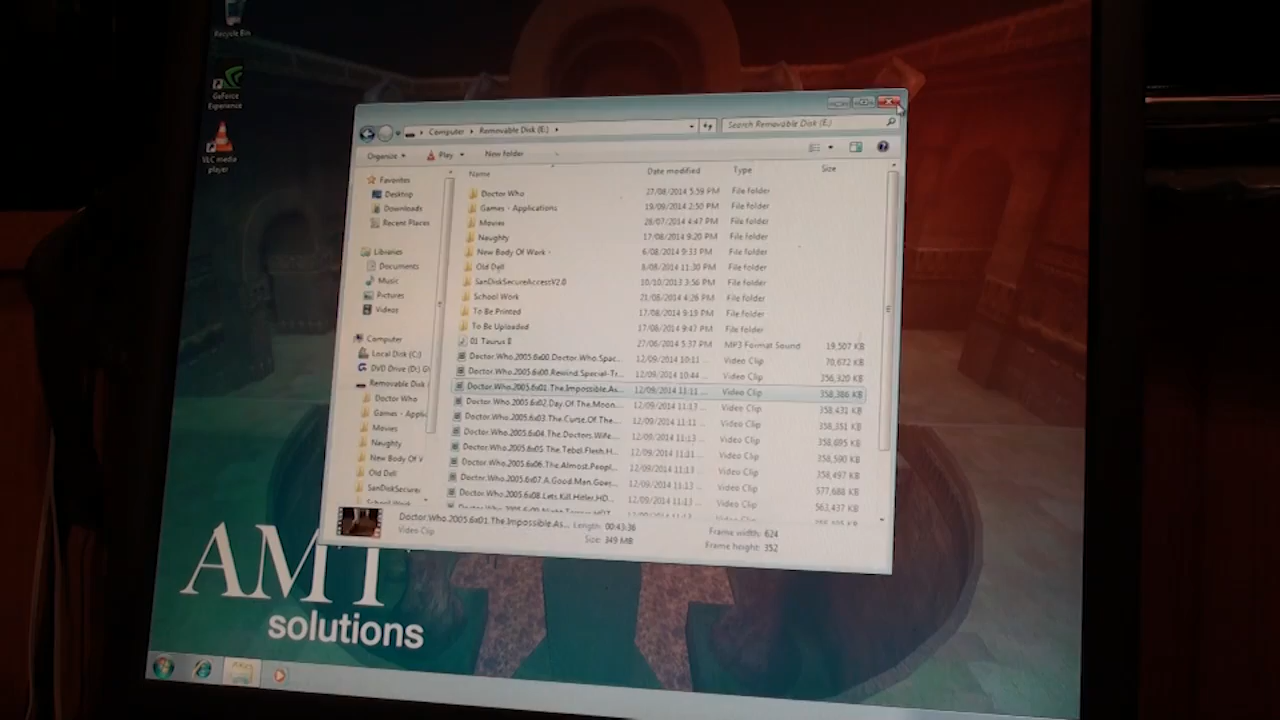 Recycle Bin
GeForce
Experience
VLC media
player
Computer
Removable Disk (E:)
Search Removable Disk (E:)
Organize
Play
New folder
Name Date modified Type Size
Favorites
Desktop
Downloads
Recent Places
Libraries
Documents
Music
Pictures
Videos
Computer
Local Disk (C:)
DVD Drive (D:) G
Removable Disk
Doctor Who
Games - Applic
Movies
Naughty
New Body Of V
Old Dell
SanDiskSecure
School Work
Doctor Who 27/08/2014 5:59 PM File folder
Games - Applications 19/09/2014 2:50 PM File folder
Movies 26/07/2014 4:47 PM File folder
Naughty 17/08/2014 9:20 PM File folder
New Body Of Work - 6/08/2014 9:33 PM File folder
Old Dell 8/08/2014 11:30 PM File folder
SanDiskSecureAccessV2.0 10/10/2013 3:56 PM File folder
School Work 21/08/2014 4:26 PM File folder
To Be Printed 17/08/2014 9:19 PM File folder
To Be Uploaded 17/08/2014 9:47 PM File folder
01 Taurus II 27/06/2014 5:37 PM MP3 Format Sound 19,507 KB
Doctor.Who.2005.6x00.Doctor.Who.Spac... 12/09/2014 10:11 ... Video Clip 70,672 KB
Doctor.Who.2005.6x00.Rewind.Special-Tr... 12/09/2014 10:44 ... Video Clip 356,320 KB
Doctor.Who.2005.6x01.The.Impossible.As... 12/09/2014 11:11 ... Video Clip 358,386 KB
Doctor.Who.2005.6x02.Day.Of.The.Moon... 12/09/2014 11:13 ... Video Clip 358,431 KB
Doctor.Who.2005.6x03.The.Curse.Of.The... 12/09/2014 11:13 ... Video Clip 358,351 KB
Doctor.Who.2005.6x04.The.Doctors.Wife... 12/09/2014 11:13 ... Video Clip 358,695 KB
Doctor.Who.2005.6x05.The.Rebel.Flesh.H... 12/09/2014 11:13 ... Video Clip 358,590 KB
Doctor.Who.2005.6x06.The.Almost.Peopl... 12/09/2014 11:13 ... Video Clip 358,497 KB
Doctor.Who.2005.6x07.A.Good.Man.Goes... 12/09/2014 11:13 ... Video Clip 577,688 KB
Doctor.Who.2005.6x08.Lets.Kill.Hitler.HD... 12/09/2014 11:13 ... Video Clip 563,437 KB
Doctor.Who.2005.6x01.The.Impossible.As... Length: 00:43:36 Frame width: 624
Video Clip Size: 349 MB Frame height: 352
AMT
solutions